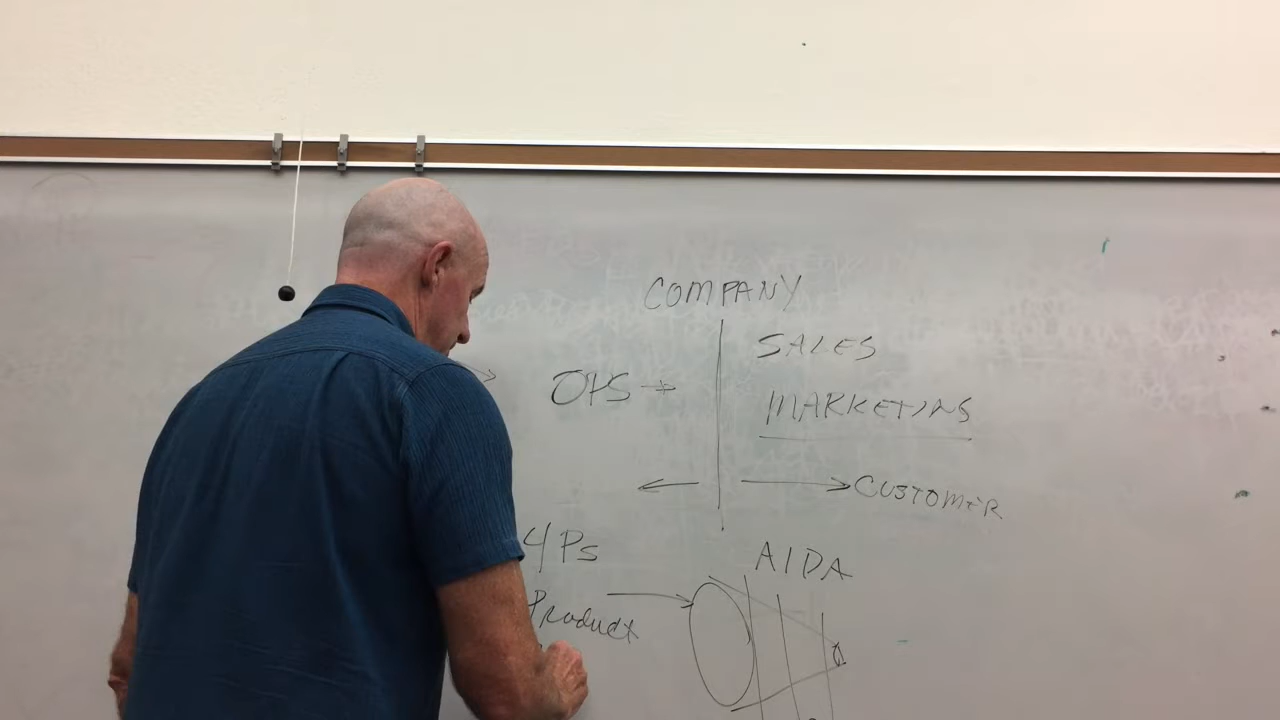 COMPANY
SALES
OPS →
MARKETING
← → CUSTOMER
4Ps
AIDA
Product →